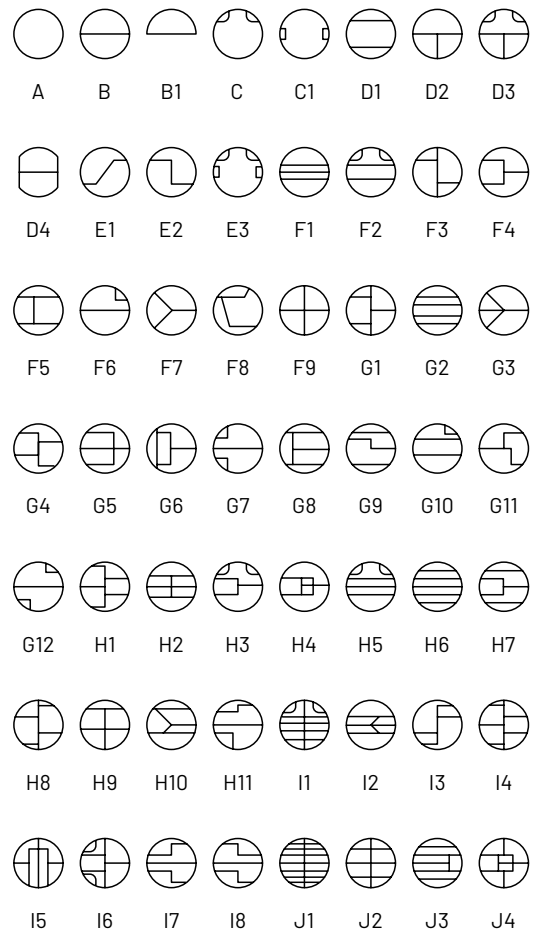 A B B1 C C1 D1 D2 D3
D4 E1 E2 E3 F1 F2 F3 F4
F5 F6 F7 F8 F9 G1 G2 G3
G4 G5 G6 G7 G8 G9 G10 G11
G12 H1 H2 H3 H4 H5 H6 H7
H8 H9 H10 H11 I1 I2 I3 I4
I5 I6 I7 I8 J1 J2 J3 J4